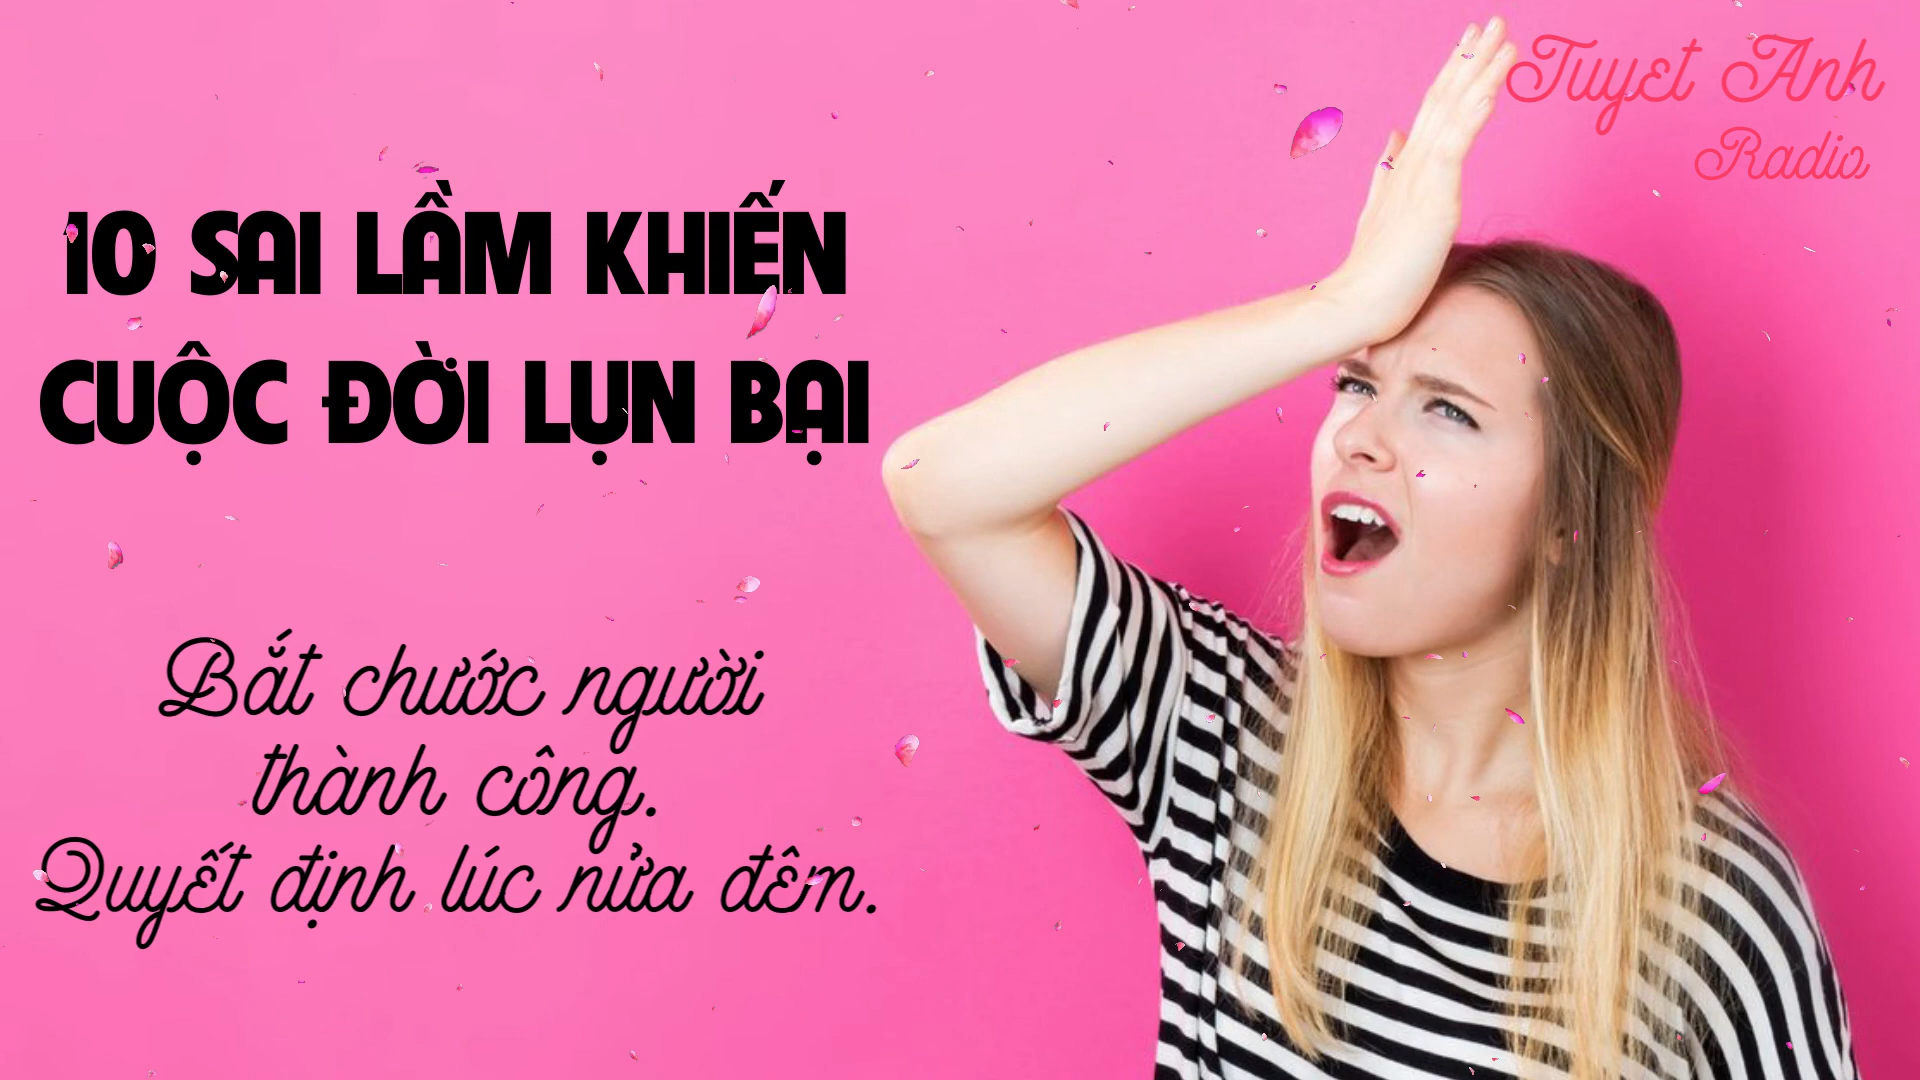 Tuyet Anh
Radio
10 SAI LẦM KHIẾN
CUỘC ĐỜI LỤN BẠI
Bắt chước người
thành công.
Quyết định lúc nửa đêm.